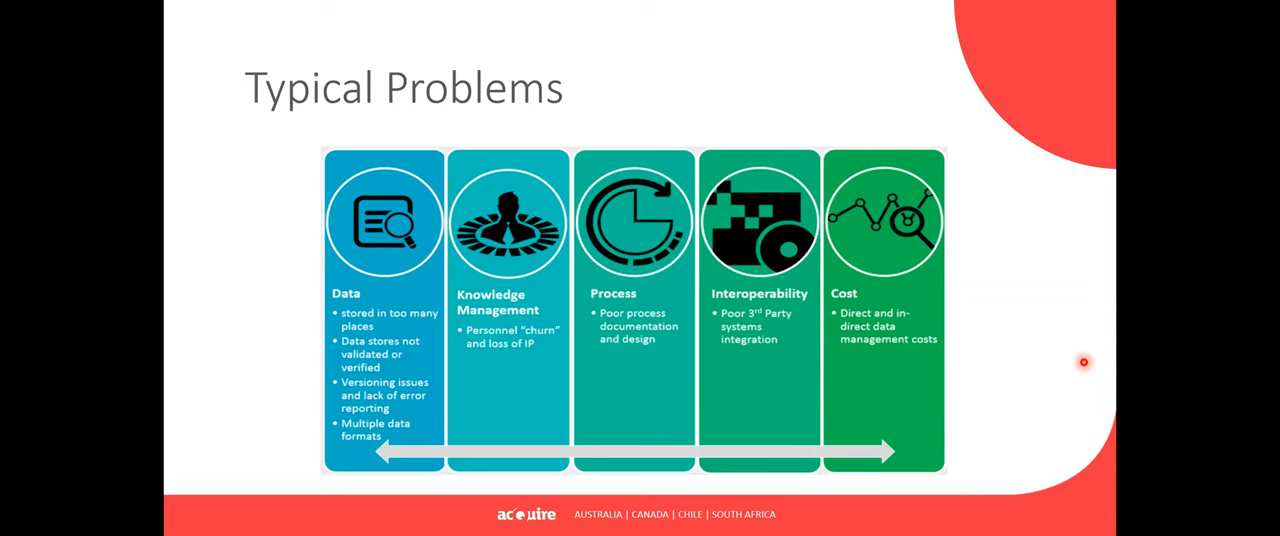 Typical Problems
Data
• stored in too many
places
• Data stores not
validated or
verified
• Versioning issues
and lack of error
reporting
• Multiple data
formats
Knowledge
Management
• Personnel “churn”
and loss of IP
Process
• Poor process
documentation
and design
Interoperability
• Poor 3rd Party
systems
integration
Cost
• Direct and in-
direct data
management costs
acQuire
AUSTRALIA | CANADA | CHILE | SOUTH AFRICA